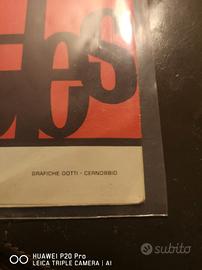 GRAFICHE DOTTI - CERNOBBIO
HUAWEI P20 Pro
LEICA TRIPLE CAMERA | AI
subito